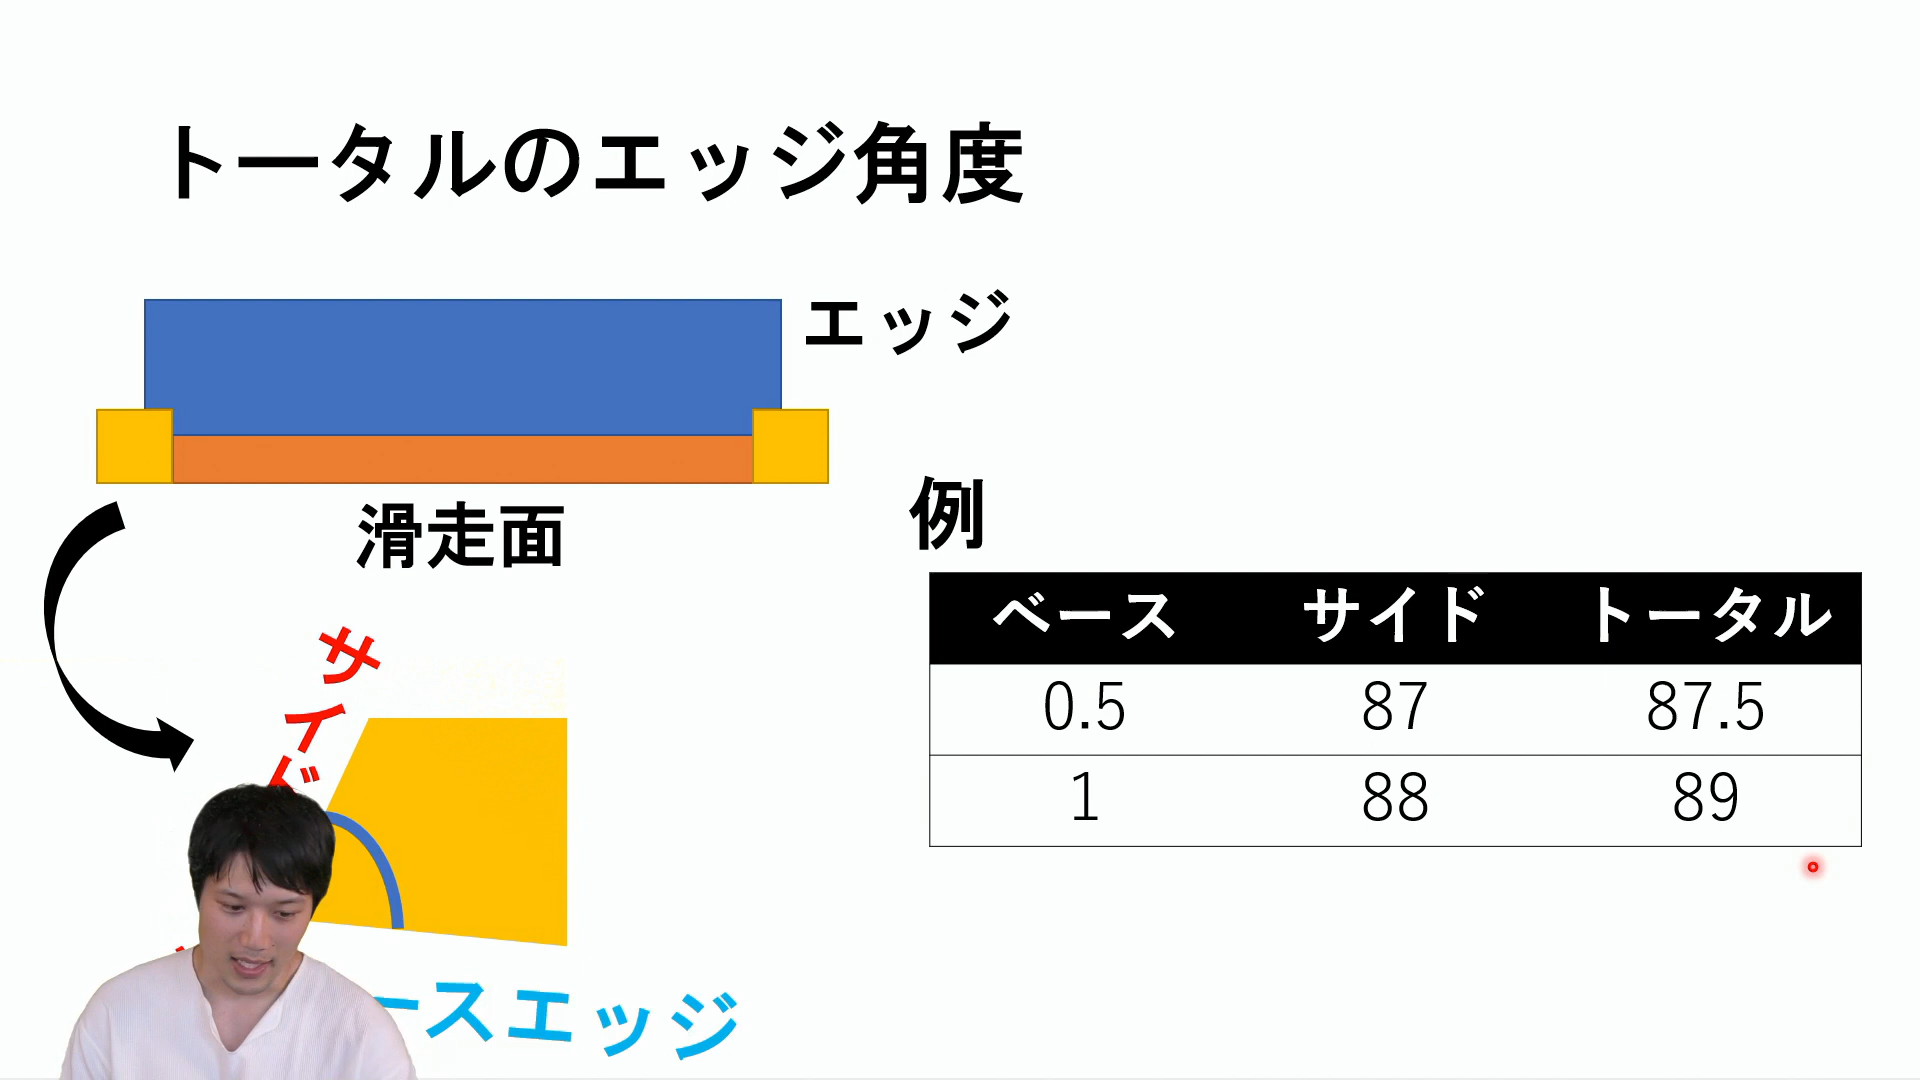 トータルのエッジ角度
エッジ
滑走面
例
ベース サイド トータル
0.5 87 87.5
1 88 89
サイド
ースエッジ